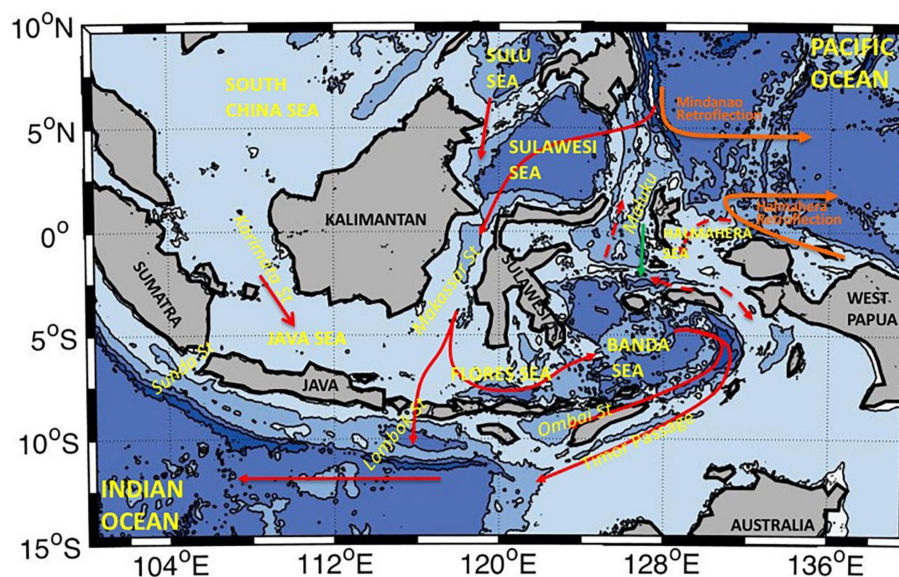 10°N
5°N
0°
5°S
10°S
15°S
104°E
112°E
120°E
128°E
136°E
SULU
SEA
PACIFIC
OCEAN
SOUTH
CHINA SEA
Mindanao
Retroflection
SULAWESI
SEA
KALIMANTAN
Maluku
Halmahera
Retroflection
HALMAHERA
SEA
Karimata St
Makassar St
SUMATRA
SULAWESI
WEST
PAPUA
JAVA SEA
BANDA
SEA
Sunda St
JAVA
FLORES SEA
Lombok St
Ombai St
Timor Passage
INDIAN
OCEAN
AUSTRALIA